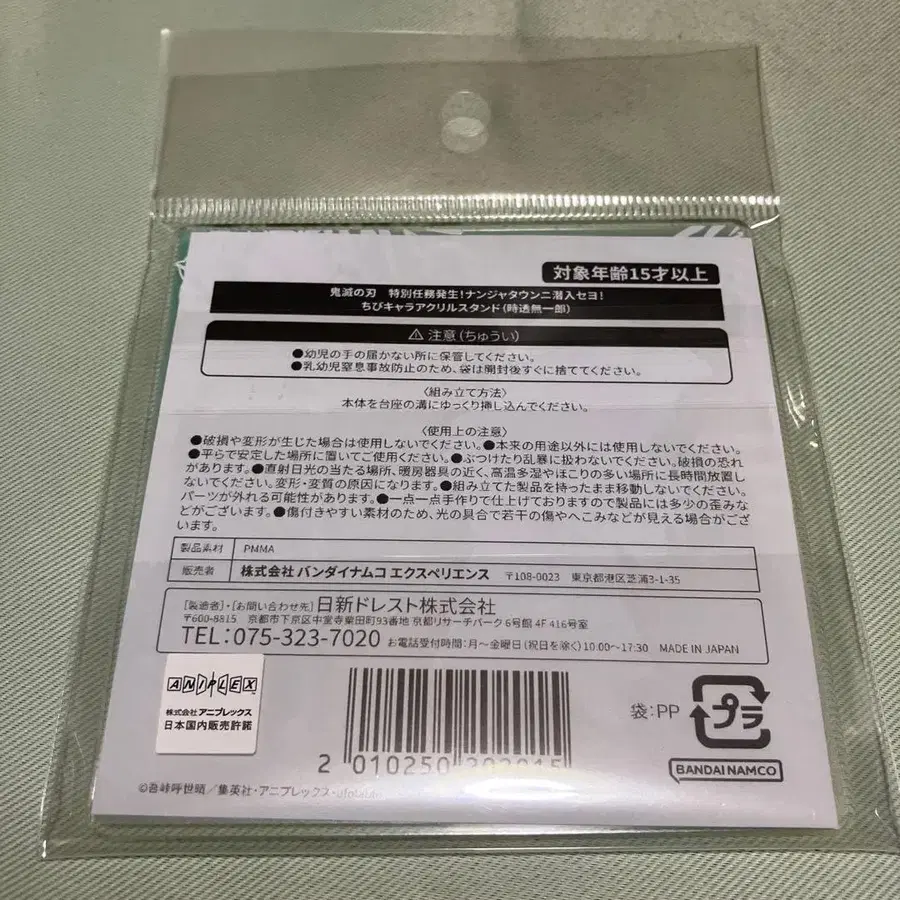 対象年齢15才以上
鬼滅の刃 特別任務発生!ナンジャタウンニ潜入セヨ!
ちびキャラアクリルスタンド(時透無一郎)
⚠注意(ちゅうい)
●幼児の手の届かない所に保管してください。
●乳幼児窒息事故防止のため、袋は開封後すぐに捨ててください。
〈組み立て方法〉
本体を台座の溝にゆっくり挿し込んでください。
〈使用上の注意〉
●破損や変形が生じた場合は使用しないでください。●本来の用途以外には使用しないでください。
●平らで安定した場所に置いてご使用ください。●ぶつけたり乱暴に扱わないでください。破損の恐れ
があります。●直射日光の当たる場所、暖房器具の近く、高温多湿やほこりの多い場所に長時間放置し
ないでください。変形・変質の原因になります。●組み立てた製品を持ったまま移動しないでください。
パーツが外れる可能性があります。●一点一点手作りで仕上げておりますので製品には多少の歪みな
どがございます。●傷付きやすい素材のため、光の具合で若干の傷やへこみなどが見える場合がござ
います。
製品素材 PMMA
販売者 株式会社 バンダイナムコ エクスペリエンス 〒108-0023 東京都港区芝浦3-1-35
[製造者]・[お問い合わせ先]日新ドレスト株式会社
〒600-8815 京都市下京区中堂寺粟田町93番地 京都リサーチパーク6号館 4F 416号室
TEL:075-323-7020 お電話受付時間:月〜金曜日(祝日を除く)10:00〜17:30 MADE IN JAPAN
ANIPLEX
株式会社 アニプレックス
日本国内販売許諾
袋:PP
プラ
2 010250
BANDAI NAMCO
©吾峠呼世晴/集英社・アニプレックス・ufotable